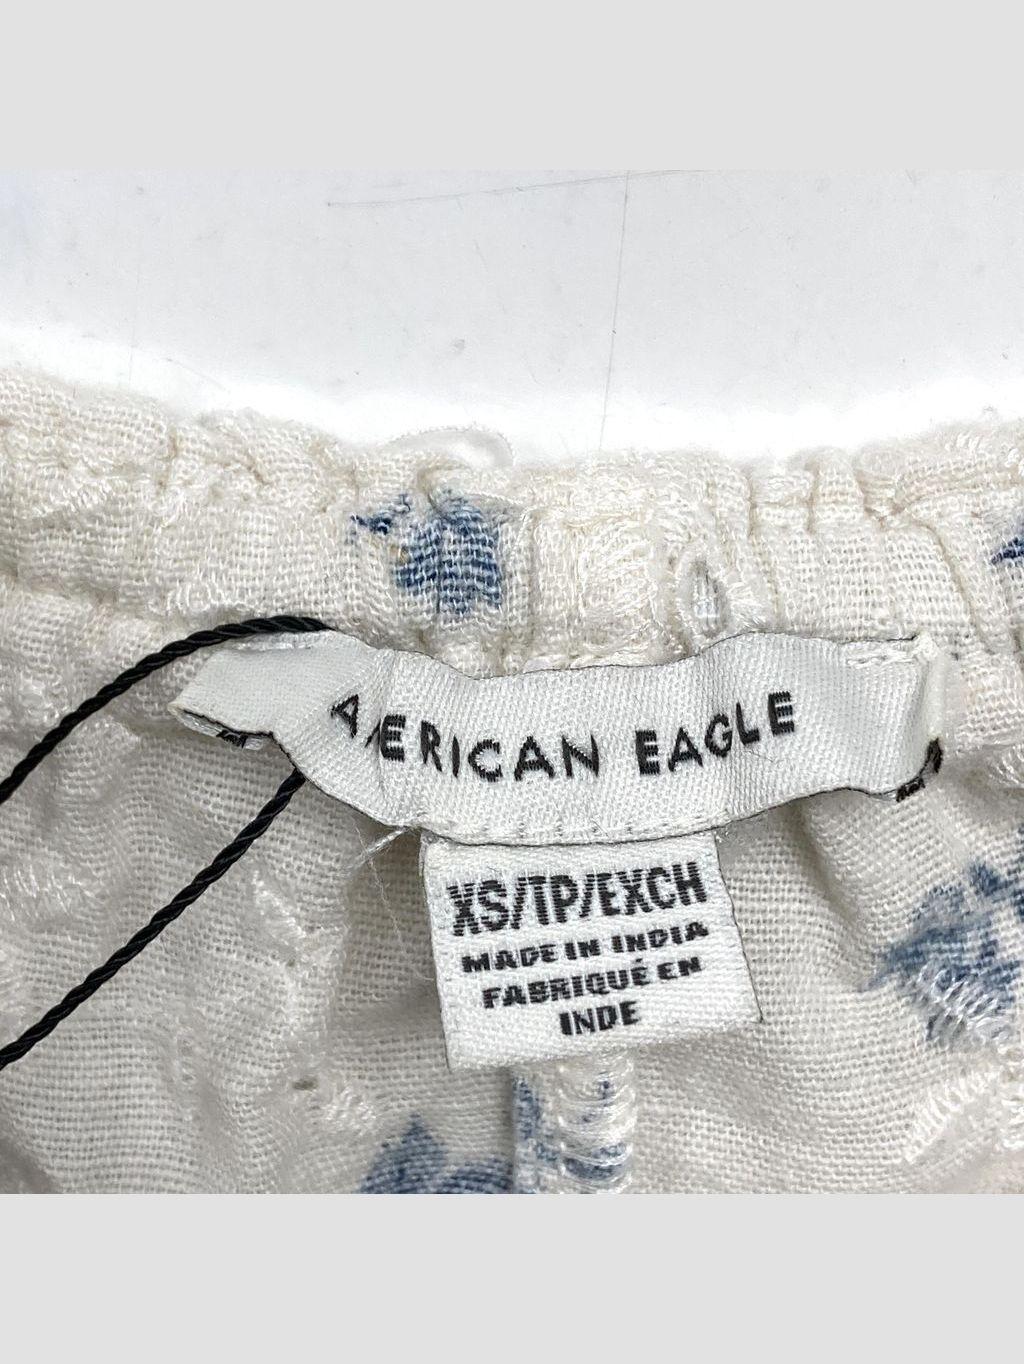 AMERICAN EAGLE
XS/TP/EXCH
MADE IN INDIA
FABRIQUÉ EN
INDE